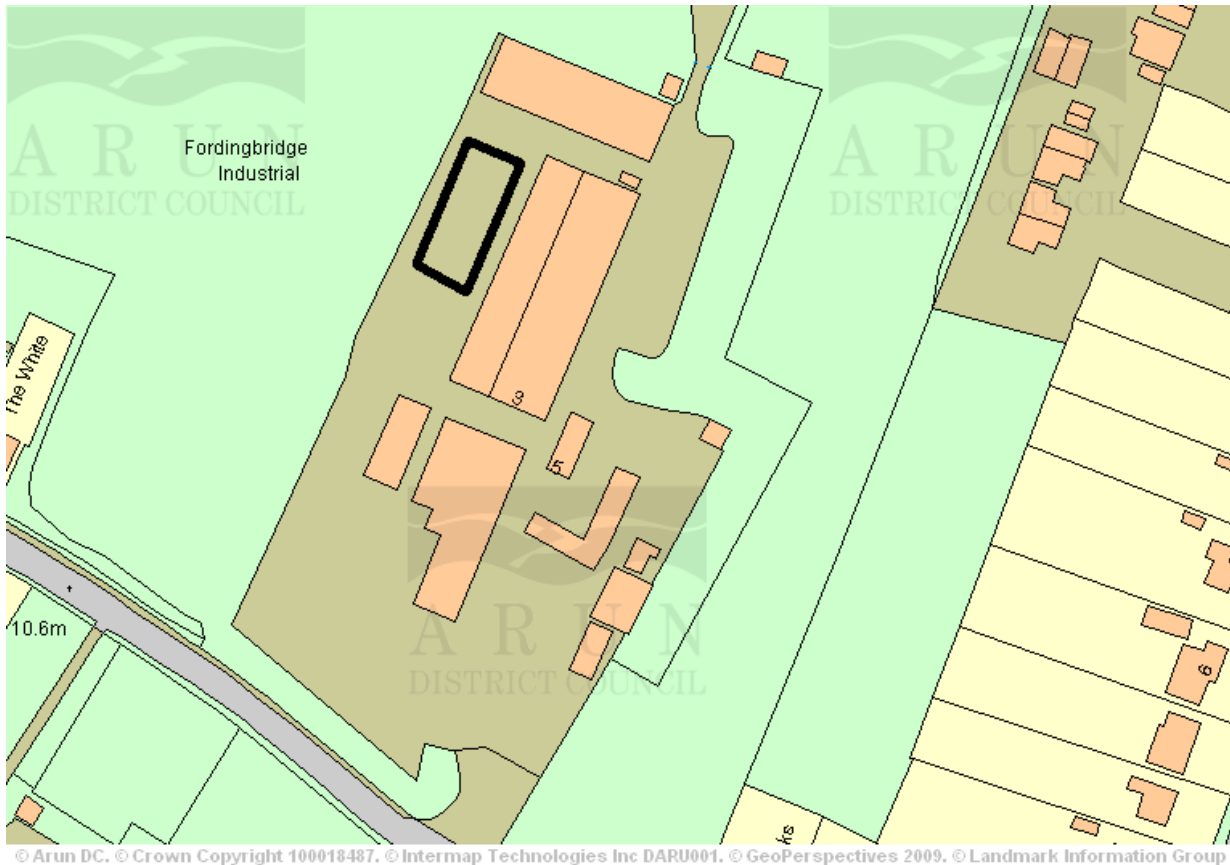 A R U N
DISTRICT COUNCIL
A R U N
DISTRICT COUNCIL
Fordingbridge
Industrial
The White
3
5
10.6m
A R U N
DISTRICT COUNCIL
6
ks
© Arun DC. © Crown Copyright 100018487. © Intermap Technologies Inc DARU001. © GeoPerspectives 2009. © Landmark Information Group